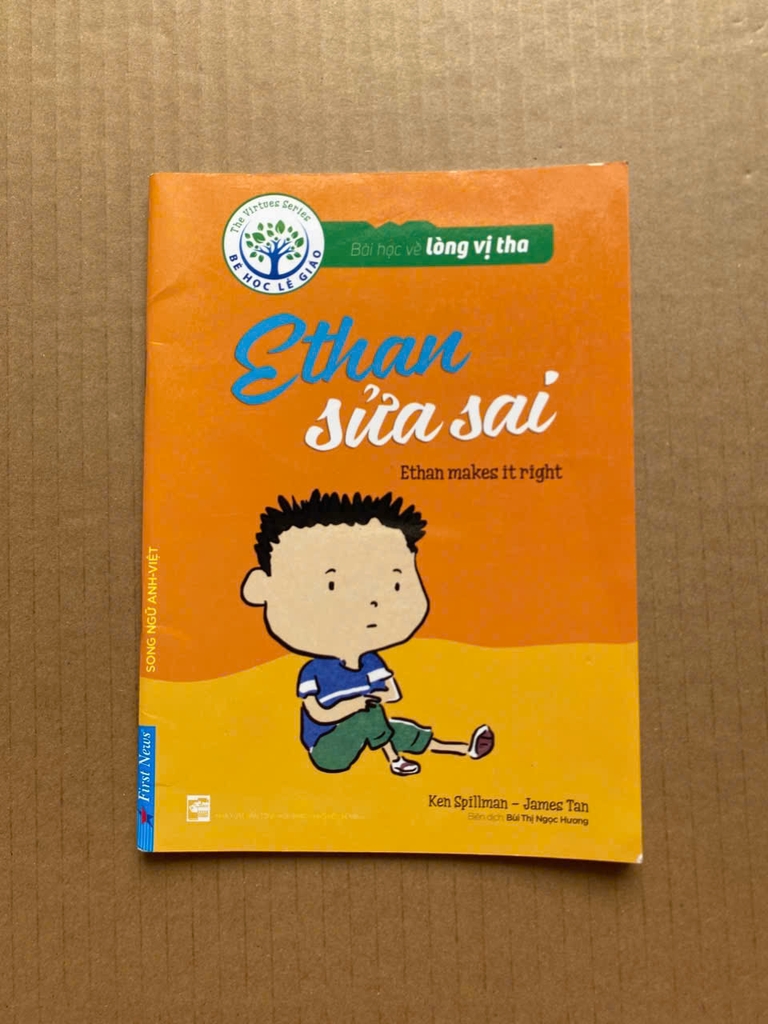 The Virtues Series
BÉ HỌC LỄ GIÁO
Bài học về lòng vị tha
Ethan
sửa sai
Ethan makes it right
SONG NGỮ ANH-VIỆT
First News
Ken Spillman – James Tan
Biên dịch: Bùi Thị Ngọc Hương